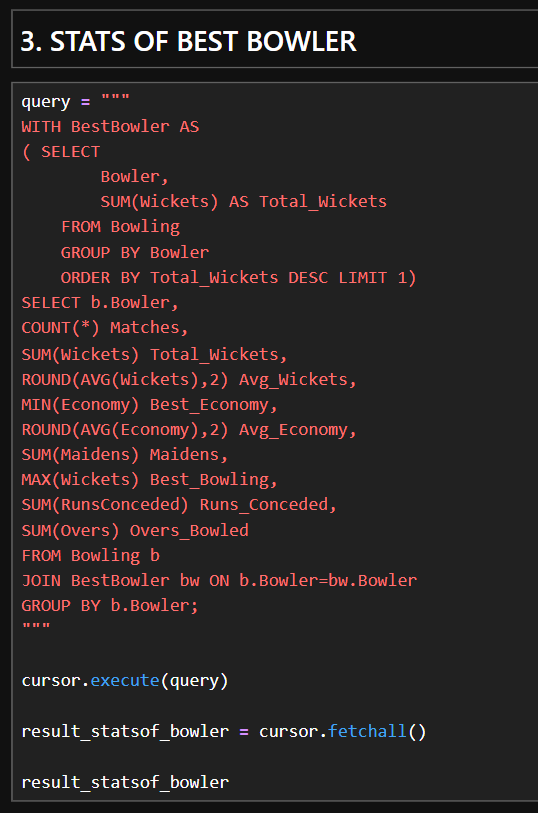 3. STATS OF BEST BOWLER
query = """
WITH BestBowler AS
( SELECT
        Bowler,
        SUM(Wickets) AS Total_Wickets
    FROM Bowling
    GROUP BY Bowler
    ORDER BY Total_Wickets DESC LIMIT 1)
SELECT b.Bowler,
COUNT(*) Matches,
SUM(Wickets) Total_Wickets,
ROUND(AVG(Wickets),2) Avg_Wickets,
MIN(Economy) Best_Economy,
ROUND(AVG(Economy),2) Avg_Economy,
SUM(Maidens) Maidens,
MAX(Wickets) Best_Bowling,
SUM(RunsConceded) Runs_Conceded,
SUM(Overs) Overs_Bowled
FROM Bowling b
JOIN BestBowler bw ON b.Bowler=bw.Bowler
GROUP BY b.Bowler;
"""
cursor.execute(query)
result_statsof_bowler = cursor.fetchall()
result_statsof_bowler